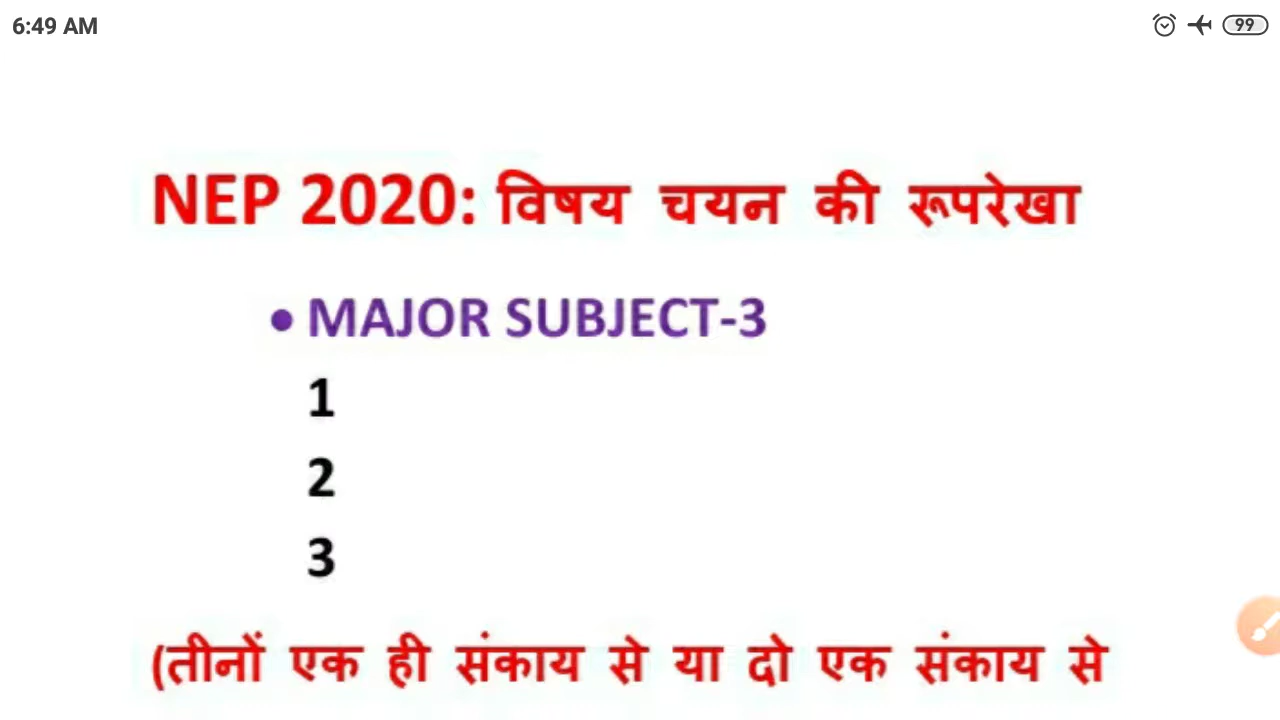 6:49 AM
99
NEP 2020: विषय चयन की रूपरेखा
• MAJOR SUBJECT-3
1
2
3
(तीनों एक ही संकाय से या दो एक संकाय से